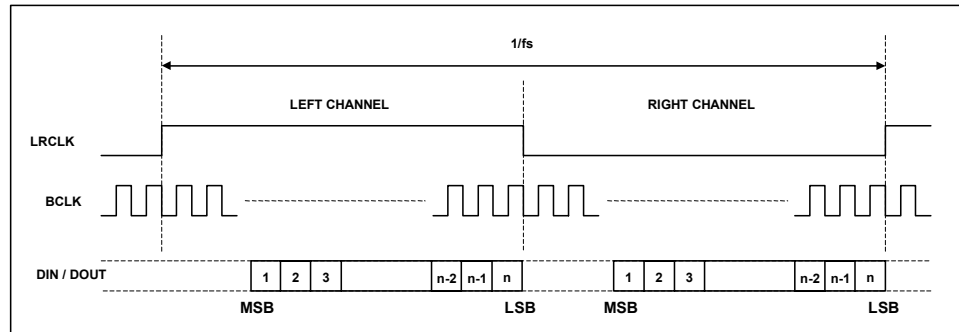 1/fs
LEFT CHANNEL RIGHT CHANNEL
LRCLK
BCLK
DIN / DOUT 1 2 3 n-2 n-1 n 1 2 3 n-2 n-1 n
MSB LSB MSB LSB